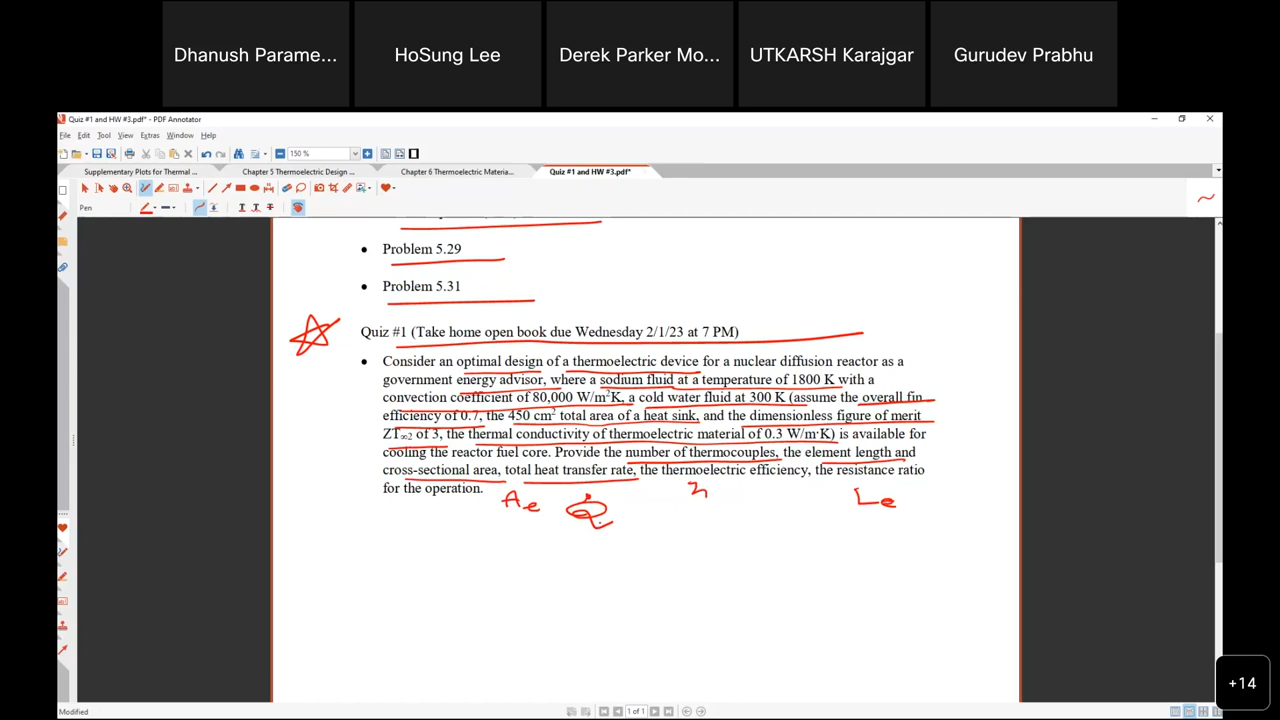 Dhanush Parame...
HoSung Lee
Derek Parker Mo...
UTKARSH Karajgar
Gurudev Prabhu
Quiz #1 and HW #3.pdf* - PDF Annotator
File Edit Tool View Extras Window Help
150 %
Supplementary Plots for Thermal ...
Chapter 5 Thermoelectric Design ...
Chapter 6 Thermoelectric Materia...
Quiz #1 and HW #3.pdf*
Pen
• Problem 5.29
• Problem 5.31
Quiz #1 (Take home open book due Wednesday 2/1/23 at 7 PM)
• Consider an optimal design of a thermoelectric device for a nuclear diffusion reactor as a
government energy advisor, where a sodium fluid at a temperature of 1800 K with a
convection coefficient of 80,000 W/m²K, a cold water fluid at 300 K (assume the overall fin
efficiency of 0.7, the 450 cm² total area of a heat sink, and the dimensionless figure of merit
ZT∞2 of 3, the thermal conductivity of thermoelectric material of 0.3 W/m·K) is available for
cooling the reactor fuel core. Provide the number of thermocouples, the element length and
cross-sectional area, total heat transfer rate, the thermoelectric efficiency, the resistance ratio
for the operation.
Ae Q̇ Le
1 of 1
Modified
+14